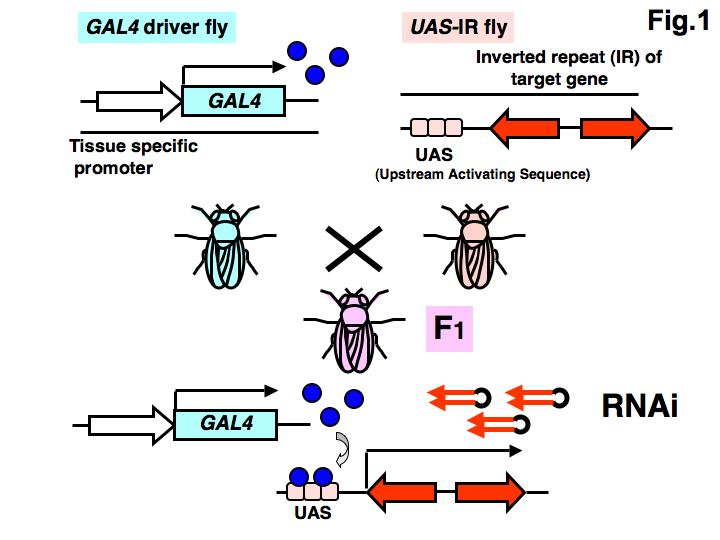 GAL4 driver fly
UAS-IR fly
Fig.1
Inverted repeat (IR) of
target gene
GAL4
Tissue specific
promoter
UAS
(Upstream Activating Sequence)
F1
GAL4
RNAi
UAS